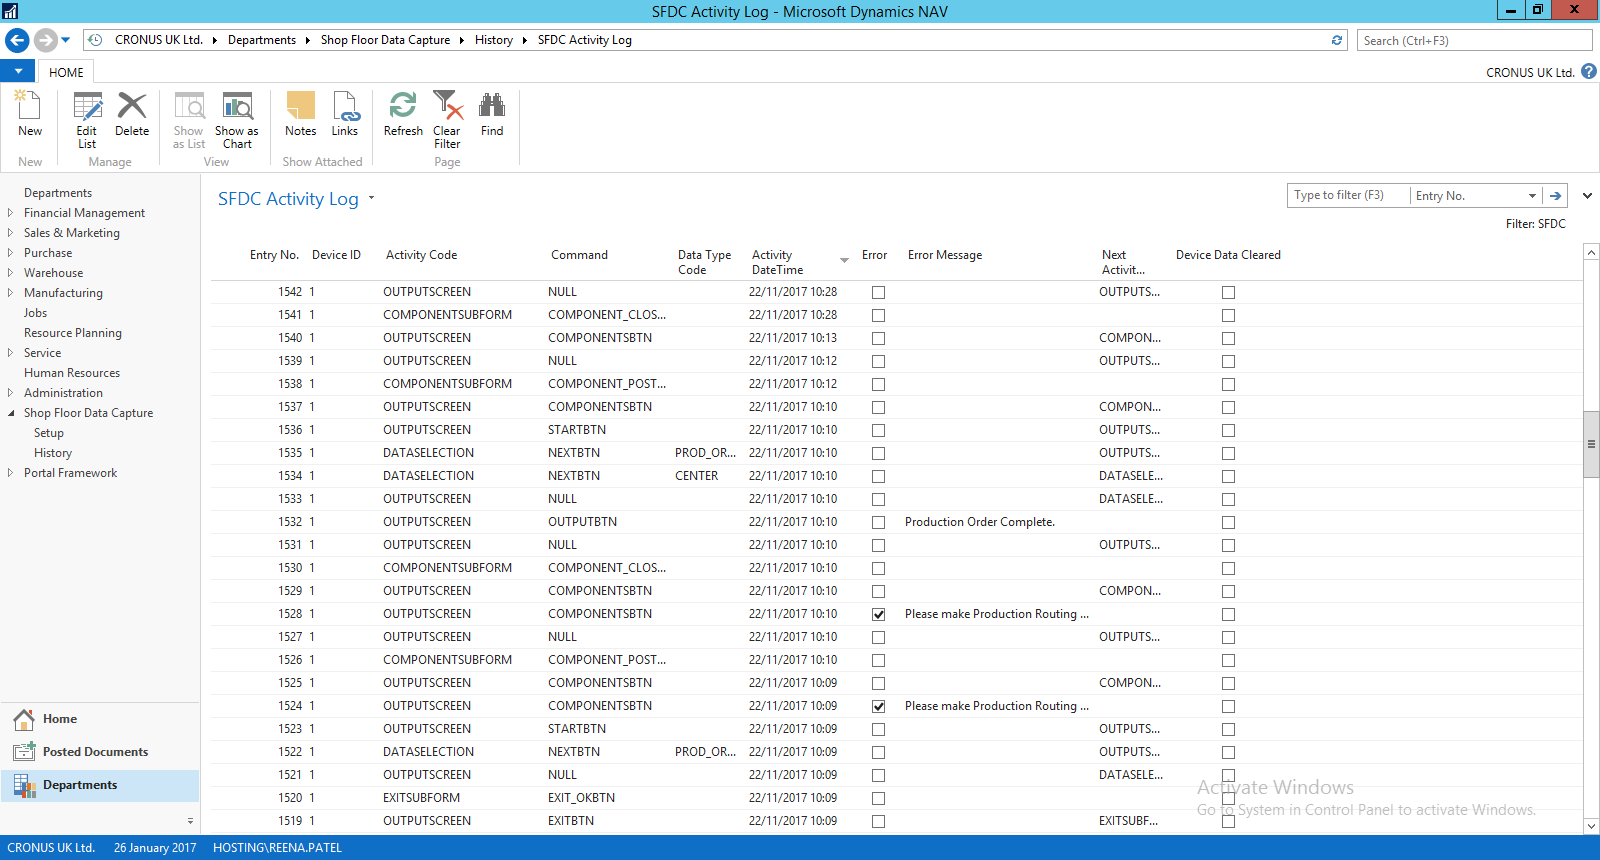 SFDC Activity Log - Microsoft Dynamics NAV
CRONUS UK Ltd. Departments Shop Floor Data Capture History SFDC Activity Log
Search (Ctrl+F3)
HOME
CRONUS UK Ltd.
New
Edit List
Delete
Show as List
Show as Chart
Notes
Links
Refresh
Clear Filter
Find
New
Manage
View
Show Attached
Page
Departments
Financial Management
Sales & Marketing
Purchase
Warehouse
Manufacturing
Jobs
Resource Planning
Service
Human Resources
Administration
Shop Floor Data Capture
Setup
History
Portal Framework
Home
Posted Documents
Departments
SFDC Activity Log
Type to filter (F3) Entry No.
Filter: SFDC
Entry No. Device ID Activity Code Command Data Type Code Activity DateTime Error Error Message Next Activit... Device Data Cleared
1542 1 OUTPUTSCREEN NULL 22/11/2017 10:28 OUTPUTS...
1541 1 COMPONENTSUBFORM COMPONENT_CLOS... 22/11/2017 10:28
1540 1 OUTPUTSCREEN COMPONENTSBTN 22/11/2017 10:13 COMPON...
1539 1 OUTPUTSCREEN NULL 22/11/2017 10:12 OUTPUTS...
1538 1 COMPONENTSUBFORM COMPONENT_POST... 22/11/2017 10:12
1537 1 OUTPUTSCREEN COMPONENTSBTN 22/11/2017 10:10 COMPON...
1536 1 OUTPUTSCREEN STARTBTN 22/11/2017 10:10 OUTPUTS...
1535 1 DATASELECTION NEXTBTN PROD_OR... 22/11/2017 10:10 OUTPUTS...
1534 1 DATASELECTION NEXTBTN CENTER 22/11/2017 10:10 DATASELE...
1533 1 OUTPUTSCREEN NULL 22/11/2017 10:10 DATASELE...
1532 1 OUTPUTSCREEN OUTPUTBTN 22/11/2017 10:10 Production Order Complete.
1531 1 OUTPUTSCREEN NULL 22/11/2017 10:10 OUTPUTS...
1530 1 COMPONENTSUBFORM COMPONENT_CLOS... 22/11/2017 10:10
1529 1 OUTPUTSCREEN COMPONENTSBTN 22/11/2017 10:10 COMPON...
1528 1 OUTPUTSCREEN COMPONENTSBTN 22/11/2017 10:10 Please make Production Routing ...
1527 1 OUTPUTSCREEN NULL 22/11/2017 10:10 OUTPUTS...
1526 1 COMPONENTSUBFORM COMPONENT_POST... 22/11/2017 10:10
1525 1 OUTPUTSCREEN COMPONENTSBTN 22/11/2017 10:09 COMPON...
1524 1 OUTPUTSCREEN COMPONENTSBTN 22/11/2017 10:09 Please make Production Routing ...
1523 1 OUTPUTSCREEN STARTBTN 22/11/2017 10:09 OUTPUTS...
1522 1 DATASELECTION NEXTBTN PROD_OR... 22/11/2017 10:09 OUTPUTS...
1521 1 OUTPUTSCREEN NULL 22/11/2017 10:09 DATASELE...
1520 1 EXITSUBFORM EXIT_OKBTN 22/11/2017 10:09
1519 1 OUTPUTSCREEN EXITBTN 22/11/2017 10:09 EXITSUBF...
Activate Windows
Go to System in Control Panel to activate Windows.
CRONUS UK Ltd. 26 January 2017 HOSTING\REENA.PATEL